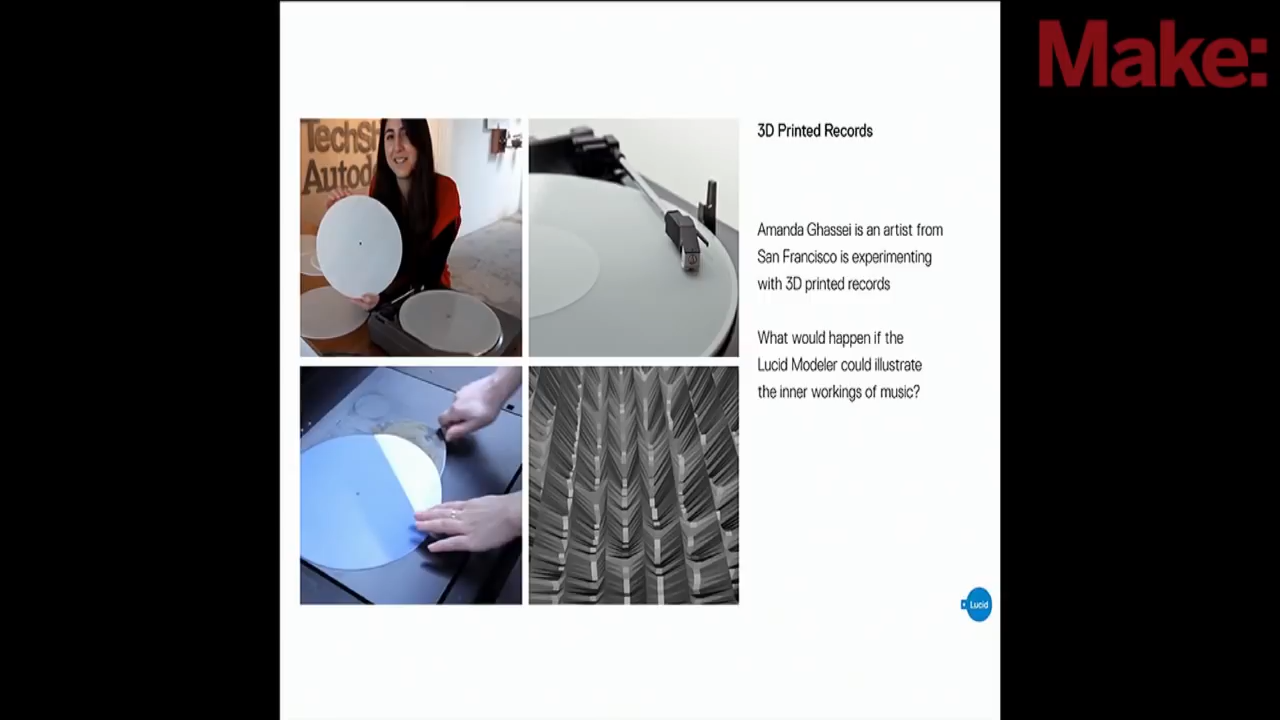 Make:
3D Printed Records
TechSh
Autod
Amanda Ghassei is an artist from
San Francisco is experimenting
with 3D printed records
What would happen if the
Lucid Modeler could illustrate
the inner workings of music?
Lucid